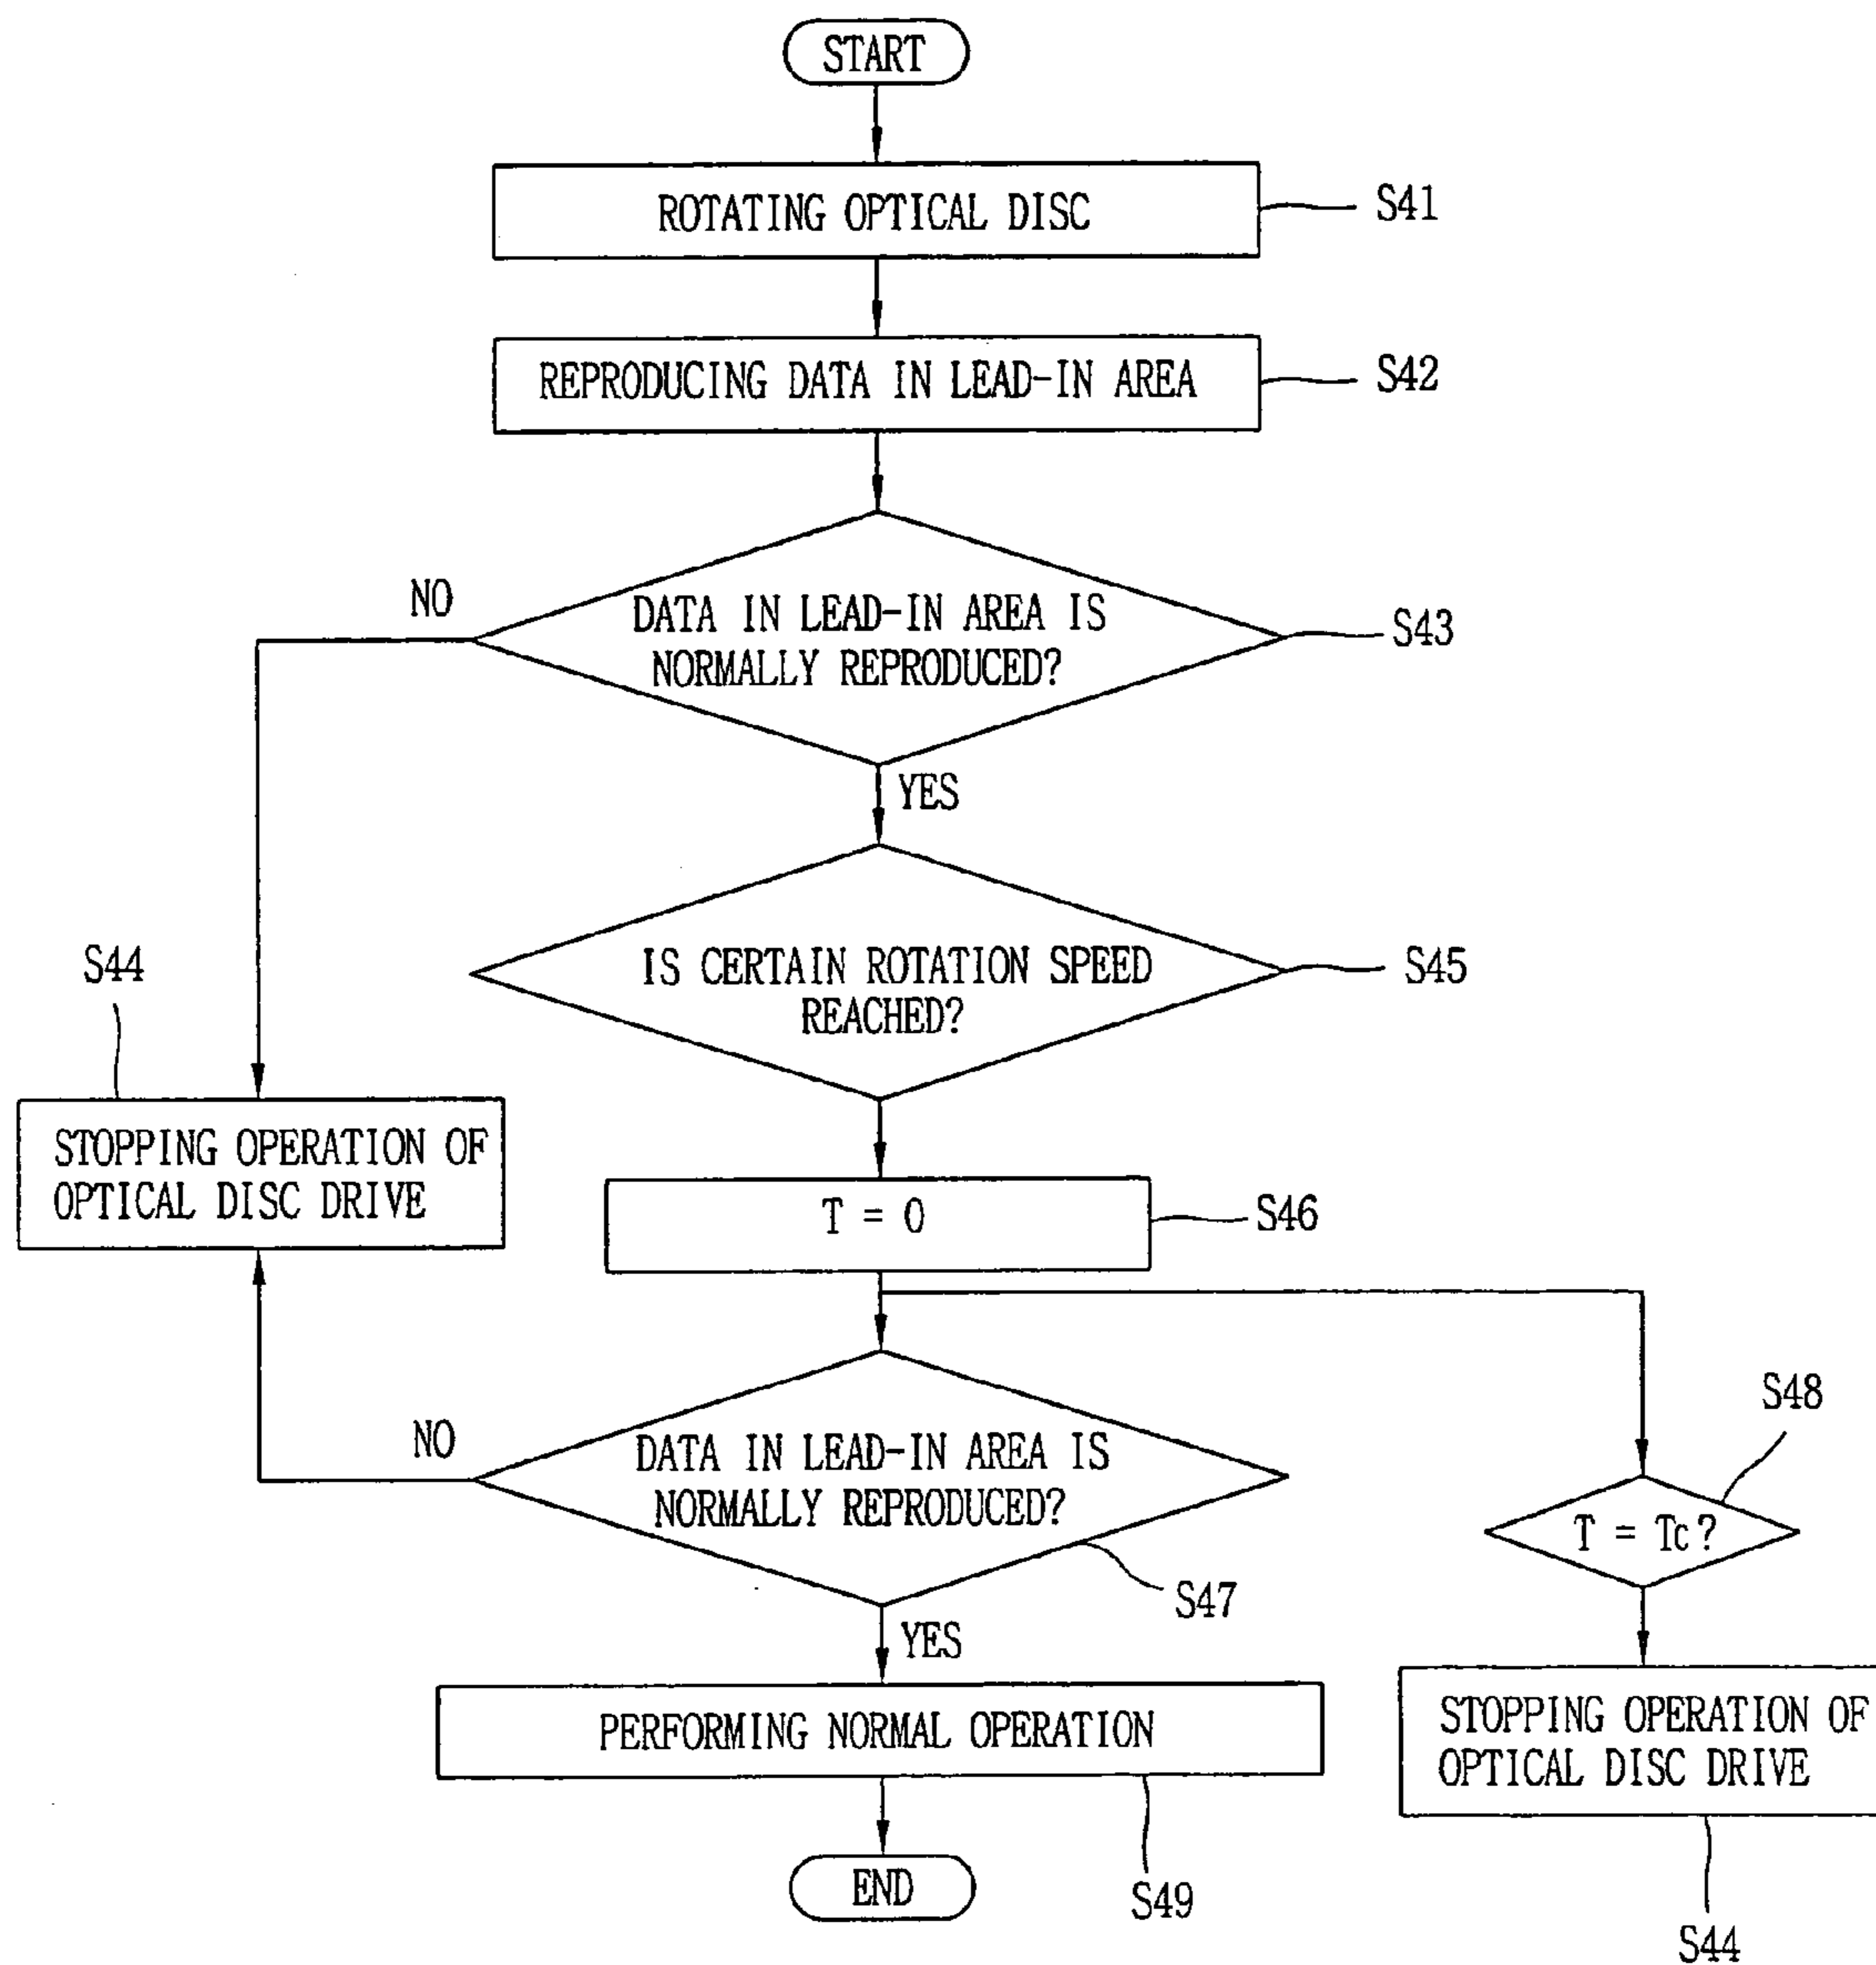 START
ROTATING OPTICAL DISC
S41
REPRODUCING DATA IN LEAD-IN AREA
S42
NO
DATA IN LEAD-IN AREA IS
NORMALLY REPRODUCED?
S43
YES
S44
IS CERTAIN ROTATION SPEED
REACHED?
S45
STOPPING OPERATION OF
OPTICAL DISC DRIVE
T = 0
S46
NO
DATA IN LEAD-IN AREA IS
NORMALLY REPRODUCED?
S47
S48
T = Tc?
YES
PERFORMING NORMAL OPERATION
S49
STOPPING OPERATION OF
OPTICAL DISC DRIVE
S44
END